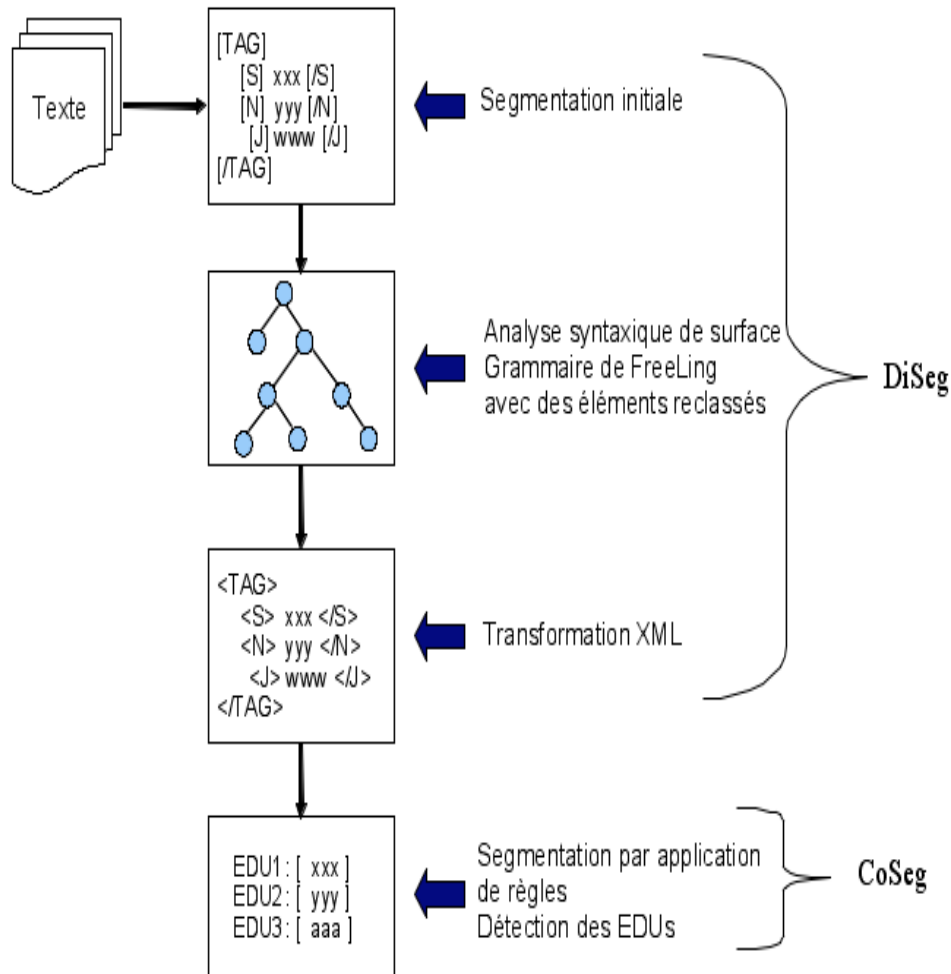 Texte
[TAG]
[S] xxx [/S]
[N] yyy [/N]
[J] www [/J]
[/TAG]
Segmentation initiale
Analyse syntaxique de surface
Grammaire de FreeLing
avec des éléments reclassés
DiSeg
<TAG>
<S> xxx </S>
<N> yyy </N>
<J> www </J>
</TAG>
Transformation XML
EDU1 : [ xxx ]
EDU2 : [ yyy ]
EDU3 : [ aaa ]
Segmentation par application
de règles
Détection des EDUs
CoSeg